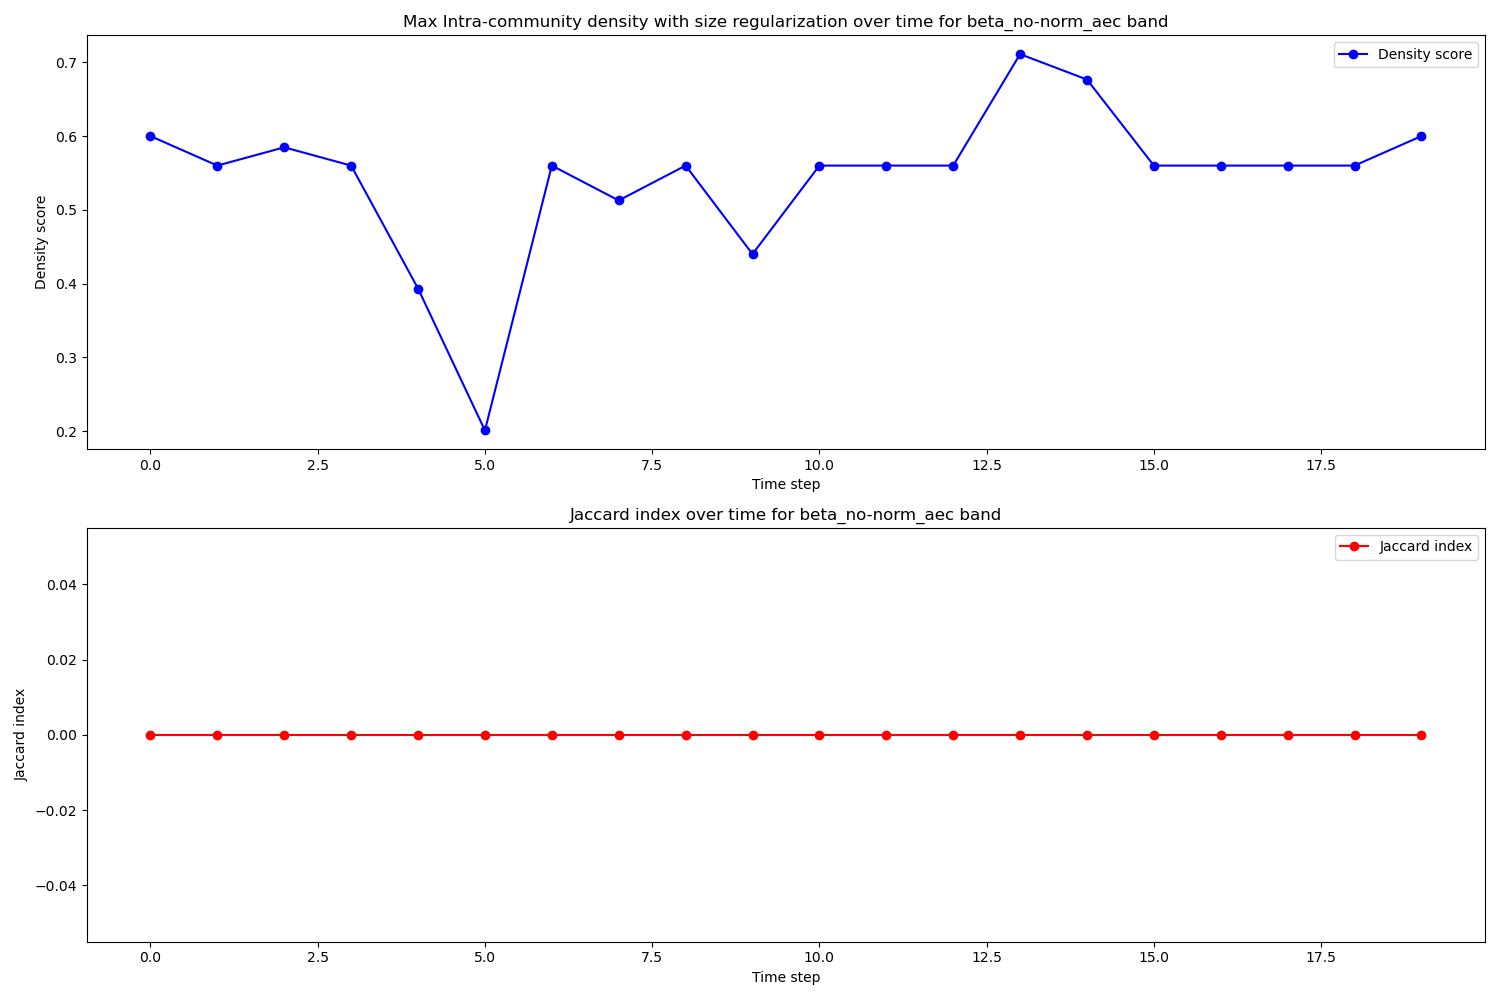 Max Intra-community density with size regularization over time for beta_no-norm_aec band
Density score
0.7
0.6
0.5
0.4
0.3
0.2
Density score
0.0 2.5 5.0 7.5 10.0 12.5 15.0 17.5
Time step
Jaccard index over time for beta_no-norm_aec band
Jaccard index
0.04
0.02
0.00
−0.02
−0.04
Jaccard index
0.0 2.5 5.0 7.5 10.0 12.5 15.0 17.5
Time step